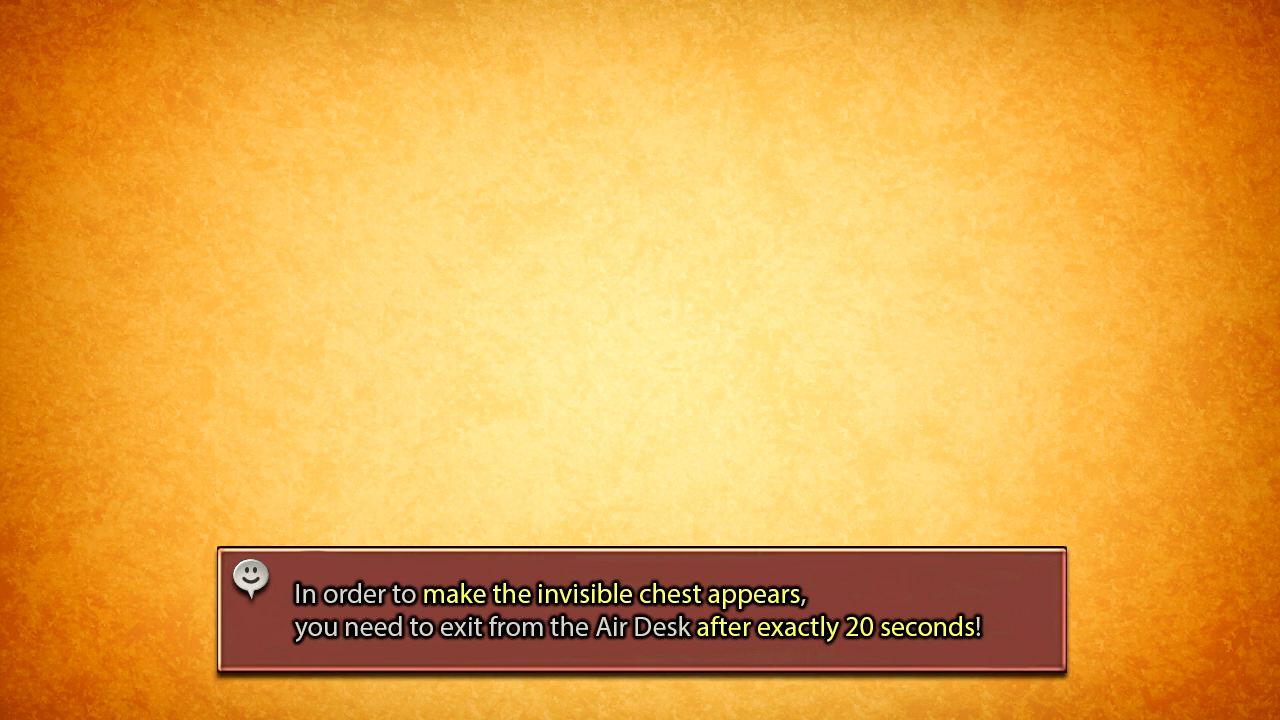 In order to make the invisible chest appears,
you need to exit from the Air Desk after exactly 20 seconds!